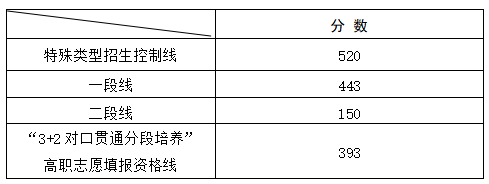 分 数
特殊类型招生控制线 520
一段线 443
二段线 150
“3+2 对口贯通分段培养”
高职志愿填报资格线 393